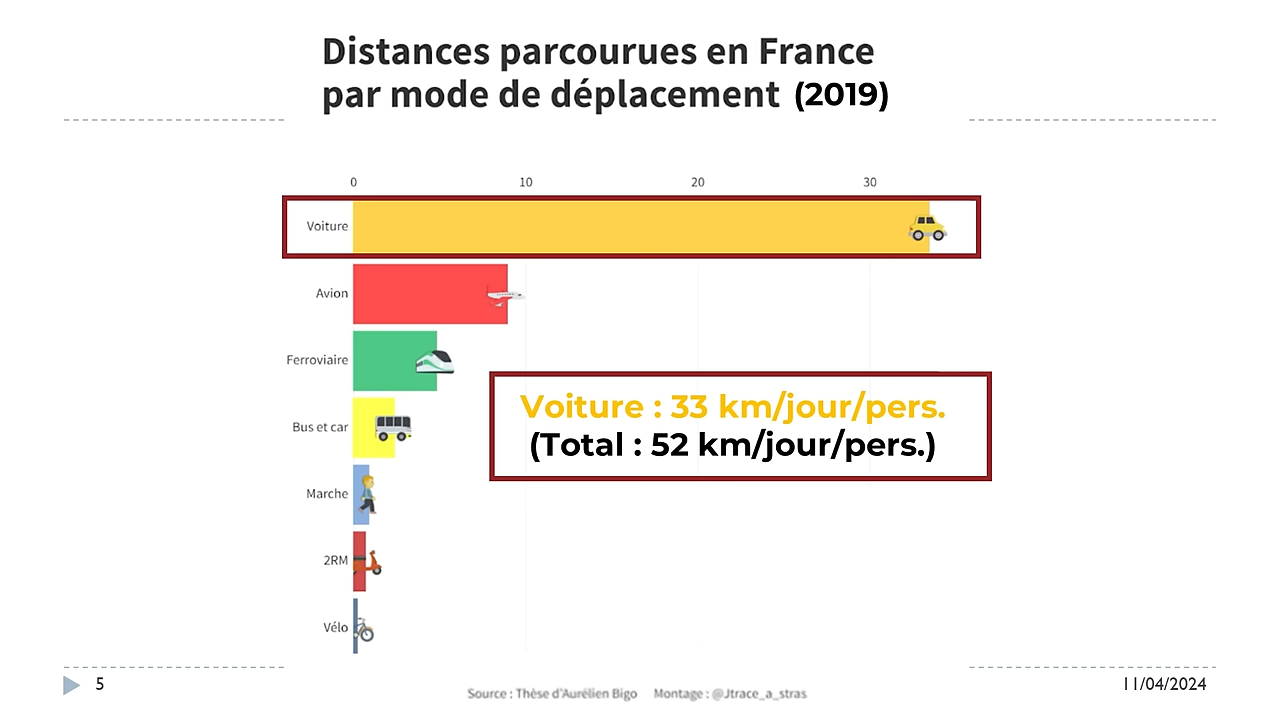 Distances parcourues en France
par mode de déplacement (2019)
0 10 20 30
Voiture
Avion
Ferroviaire
Bus et car
Marche
2RM
Vélo
Voiture : 33 km/jour/pers.
(Total : 52 km/jour/pers.)
5
Source : Thèse d'Aurélien Bigo Montage : @Jtrace_a_stras
11/04/2024